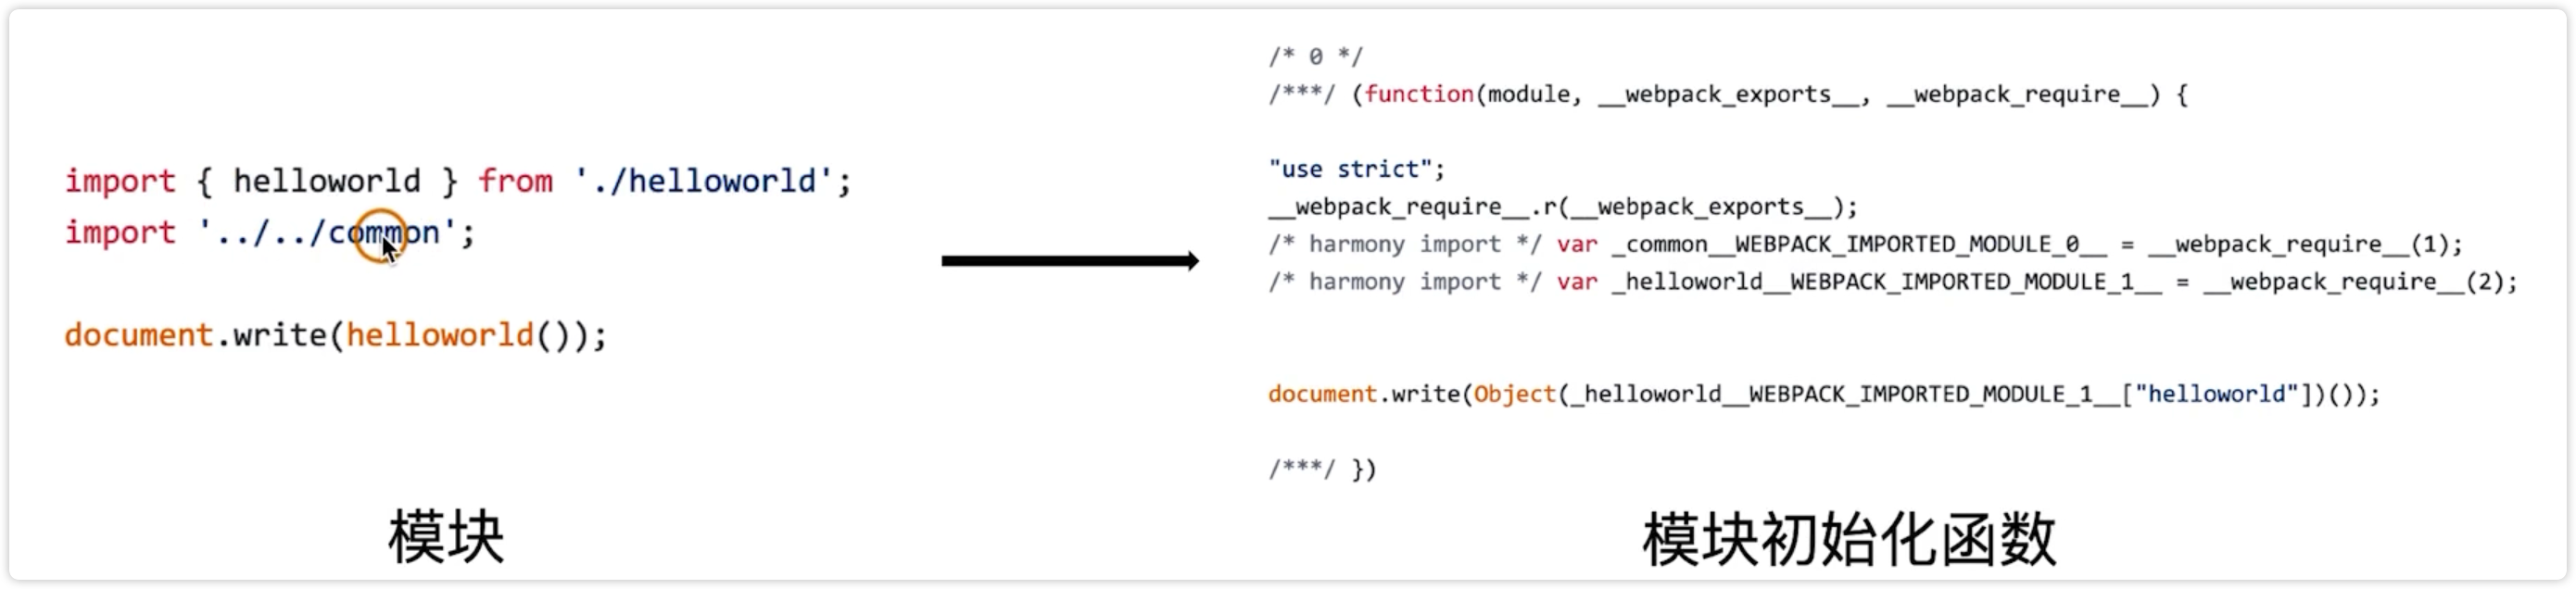 import { helloworld } from './helloworld';
import '../../common';
document.write(helloworld());
模块
/* 0 */
/***/ (function(module, __webpack_exports__, __webpack_require__) {
"use strict";
__webpack_require__.r(__webpack_exports__);
/* harmony import */ var _common__WEBPACK_IMPORTED_MODULE_0__ = __webpack_require__(1);
/* harmony import */ var _helloworld__WEBPACK_IMPORTED_MODULE_1__ = __webpack_require__(2);
document.write(Object(_helloworld__WEBPACK_IMPORTED_MODULE_1__["helloworld"])());
/***/ })
模块初始化函数